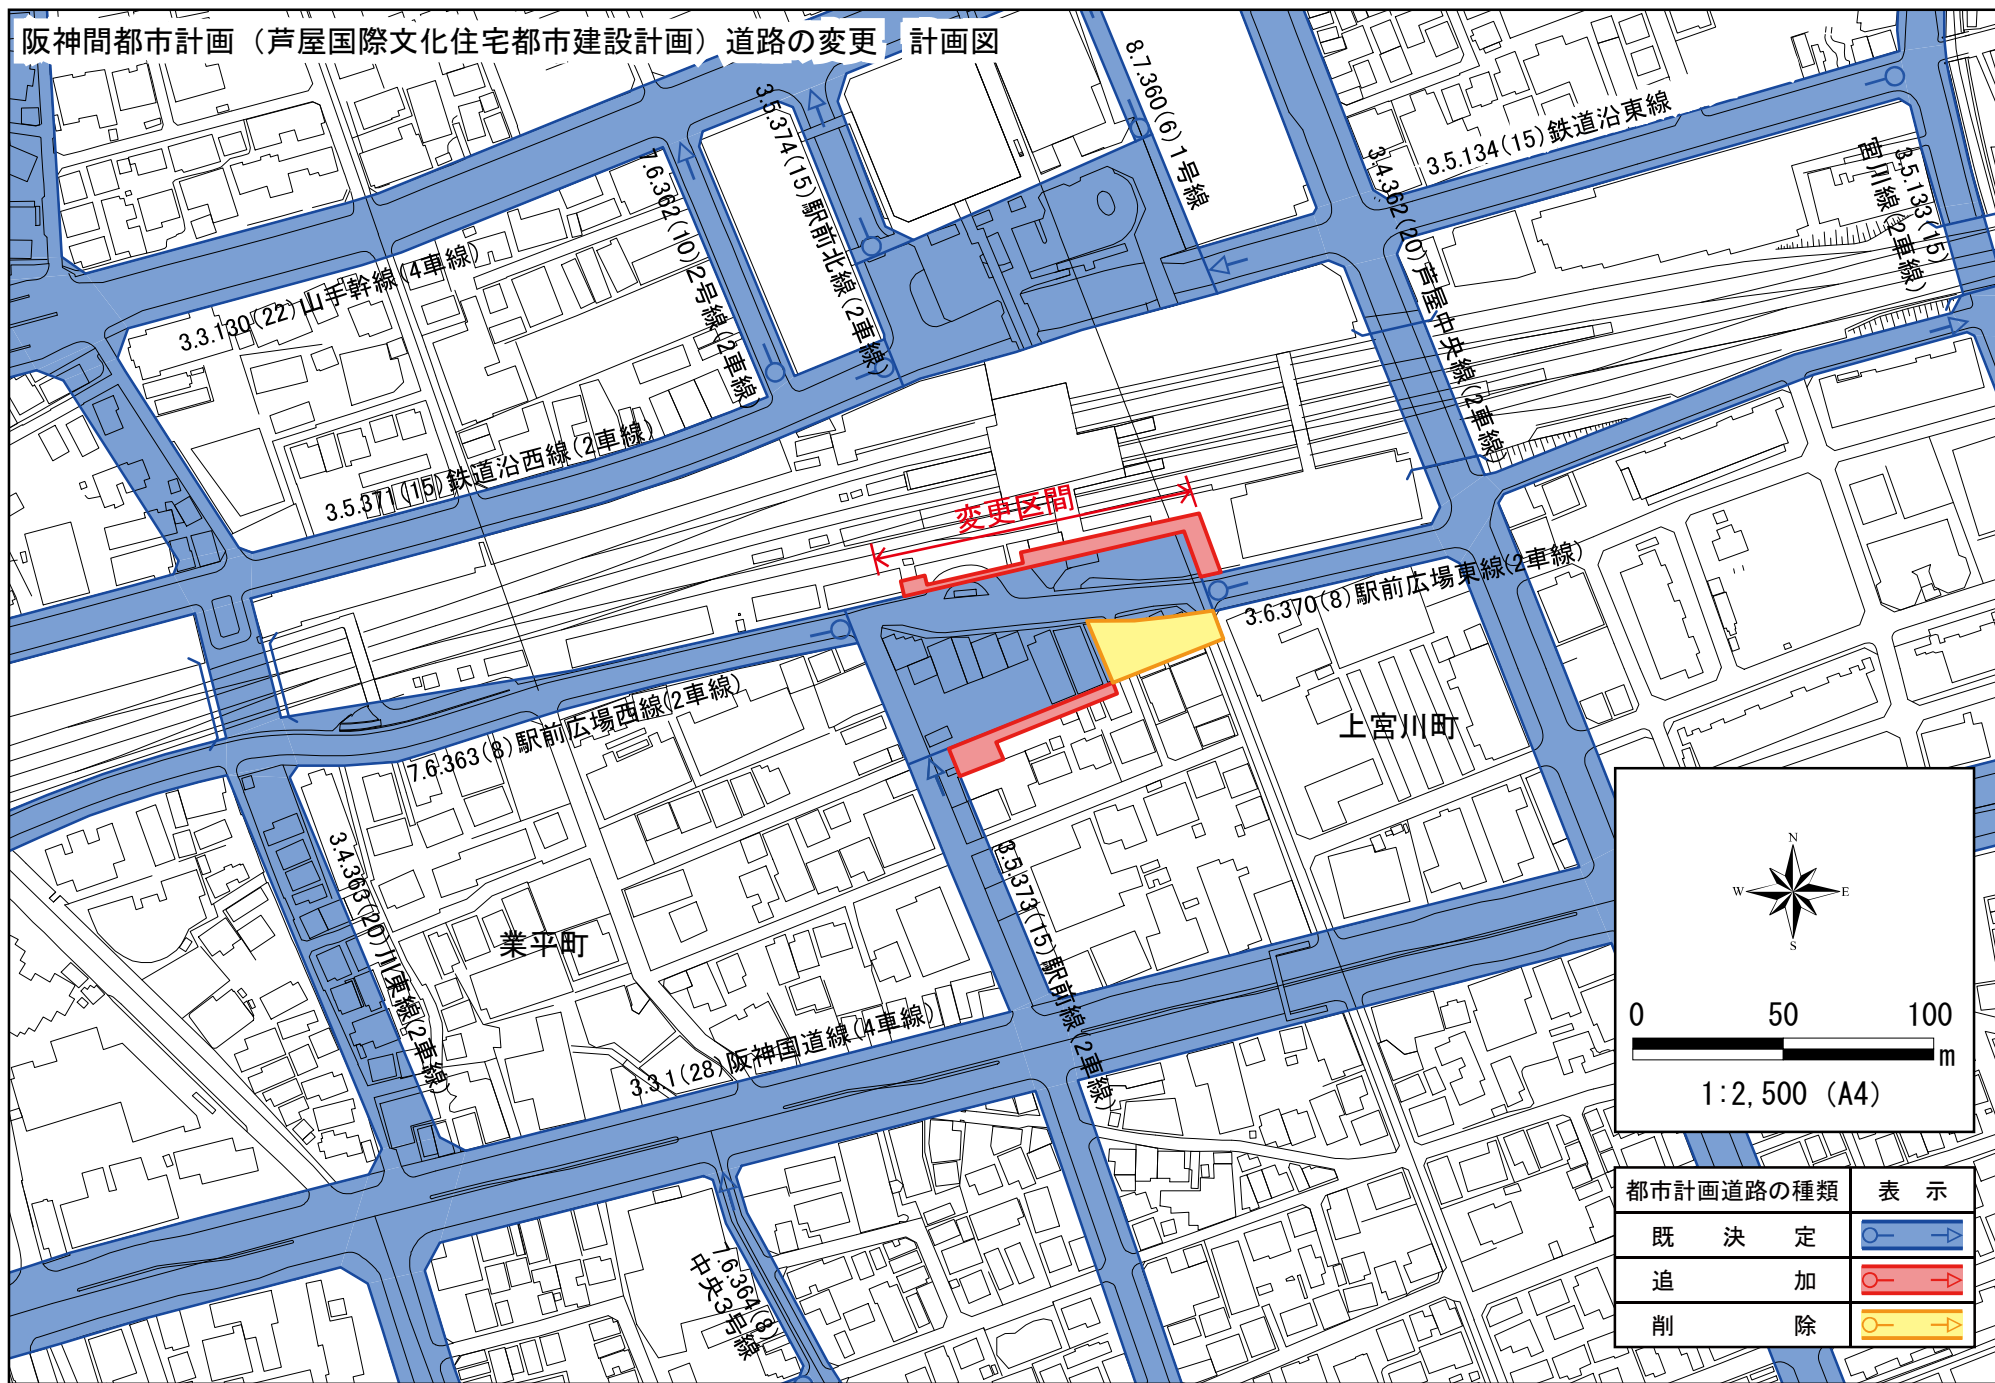 阪神間都市計画（芦屋国際文化住宅都市建設計画）道路の変更　計画図
8.7.360(6)1号線
3.5.374(15)駅前北線(2車線)
3.5.134(15)鉄道沿東線
7.6.362(10)2号線(2車線)
3.4.362(20)芦屋中央線(2車線)
3.5.133(15)
宮川線(2車線)
3.3.130(22)山手幹線(4車線)
3.5.371(15)鉄道沿西線(2車線)
変更区間
3.6.370(8)駅前広場東線(2車線)
7.6.363(8)駅前広場西線(2車線)
上宮川町
3.4.363(20)川東線(2車線)
業平町
3.5.373(15)駅前線(2車線)
3.3.1(28)阪神国道線(4車線)
7.6.364(8)
中央3号線
N
W E
S
0 50 100
m
1:2,500 (A4)
都市計画道路の種類 表　示
既　決　定
追　加
削　除